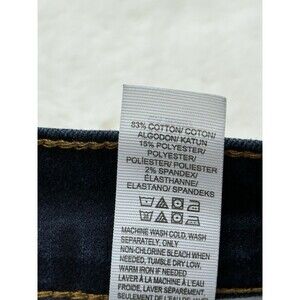 83% COTTON/ COTON/
ALGODON/ KATUN
15% POLYESTER/
POLYESTER/
POLIESTER/ POLIESTER
2% SPANDEX/
ÉLASTHANNE/
ELASTANO/ SPANDEKS
MACHINE WASH COLD, WASH
SEPARATELY, ONLY
NON-CHLORINE BLEACH WHEN
NEEDED, TUMBLE DRY LOW.
WARM IRON IF NEEDED/
LAVER À LA MACHINE À L'EAU
FROIDE, LAVER SÉPARÉMENT.